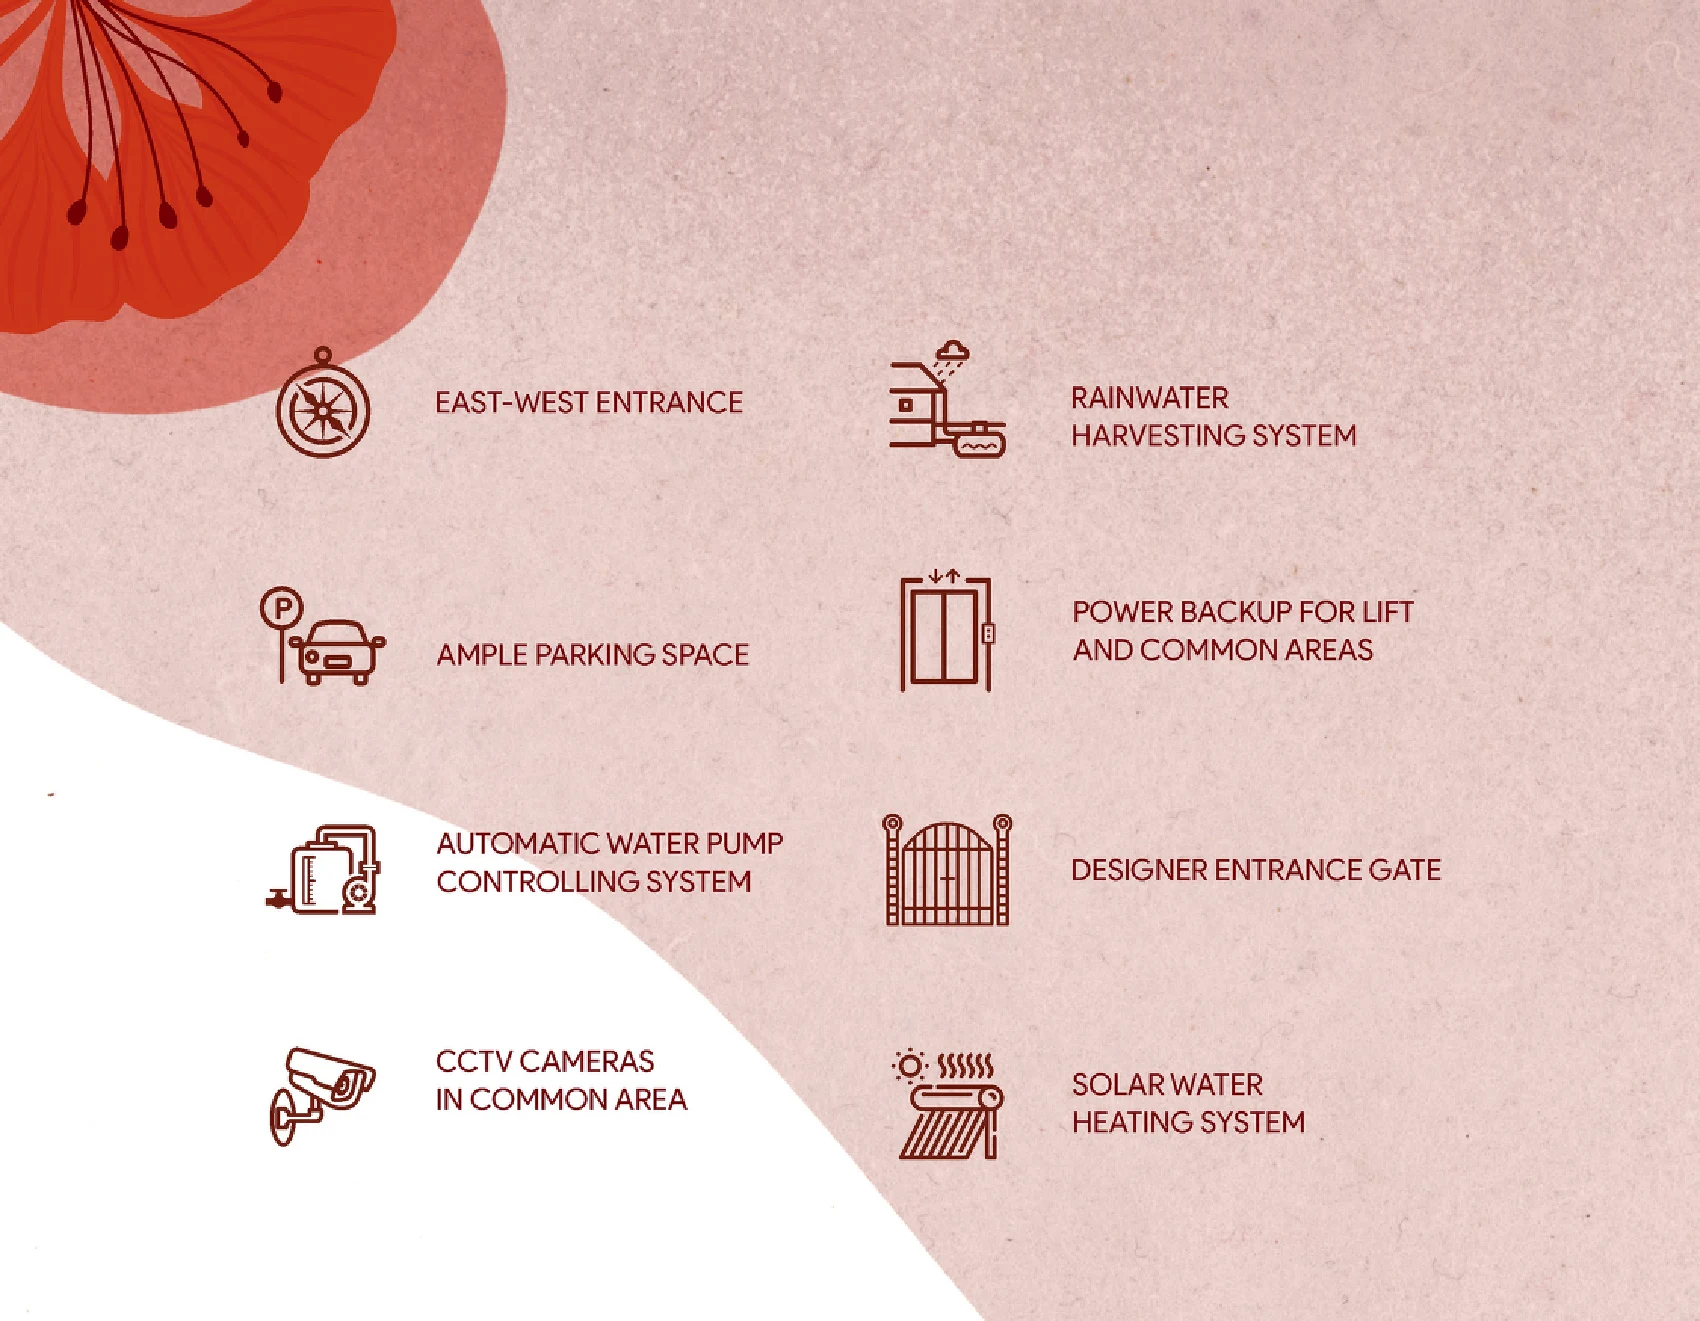 EAST-WEST ENTRANCE
RAINWATER
HARVESTING SYSTEM
P
AMPLE PARKING SPACE
POWER BACKUP FOR LIFT
AND COMMON AREAS
AUTOMATIC WATER PUMP
CONTROLLING SYSTEM
DESIGNER ENTRANCE GATE
CCTV CAMERAS
IN COMMON AREA
SOLAR WATER
HEATING SYSTEM